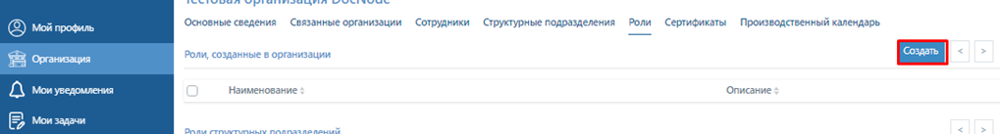 Тестовая организация DocNode
Основные сведения Связанные организации Сотрудники Структурные подразделения Роли Сертификаты Производственный календарь
Мой профиль
Организация
Мои уведомления
Мои задачи
Роли, созданные в организации
Создать < >
Наименование Описание
Роли структурных подразделений
< >